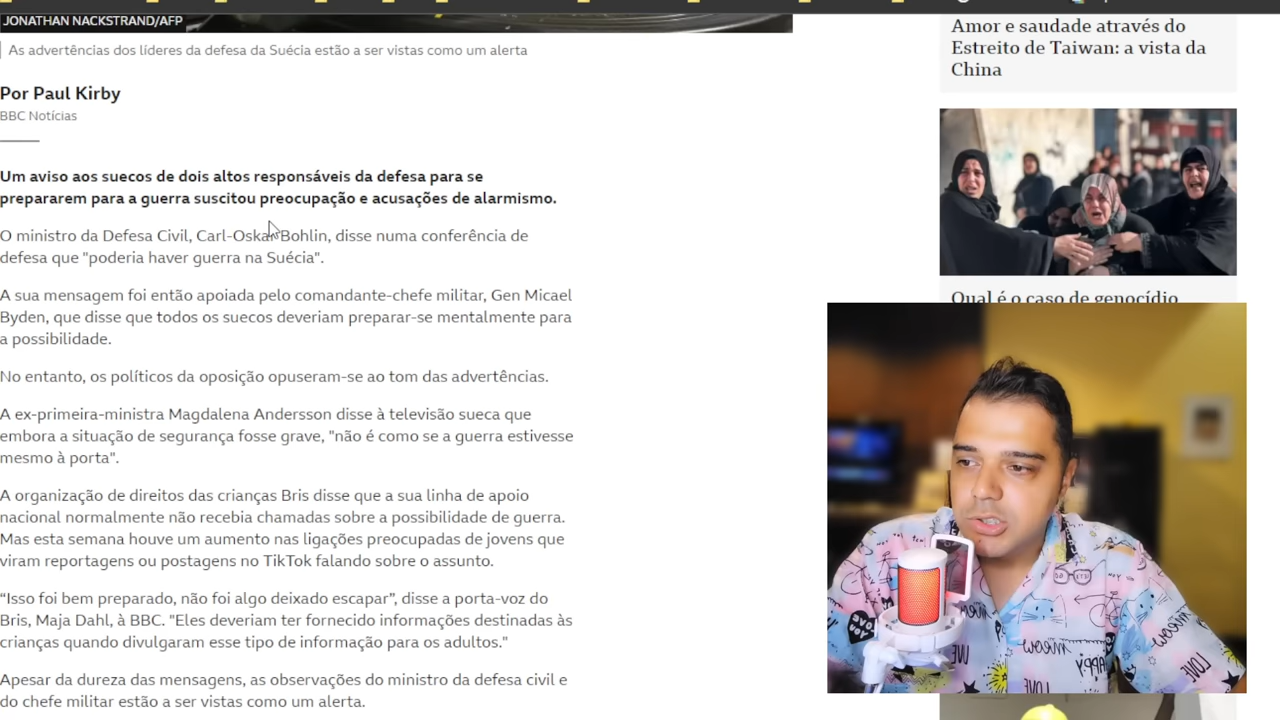 JONATHAN NACKSTRAND/AFP
As advertências dos líderes da defesa da Suécia estão a ser vistas como um alerta
Por Paul Kirby
BBC Notícias
Um aviso aos suecos de dois altos responsáveis da defesa para se
prepararem para a guerra suscitou preocupação e acusações de alarmismo.
O ministro da Defesa Civil, Carl-Oskar Bohlin, disse numa conferência de
defesa que "poderia haver guerra na Suécia".
A sua mensagem foi então apoiada pelo comandante-chefe militar, Gen Micael
Byden, que disse que todos os suecos deveriam preparar-se mentalmente para
a possibilidade.
No entanto, os políticos da oposição opuseram-se ao tom das advertências.
A ex-primeira-ministra Magdalena Andersson disse à televisão sueca que
embora a situação de segurança fosse grave, "não é como se a guerra estivesse
mesmo à porta".
A organização de direitos das crianças Bris disse que a sua linha de apoio
nacional normalmente não recebia chamadas sobre a possibilidade de guerra.
Mas esta semana houve um aumento nas ligações preocupadas de jovens que
viram reportagens ou postagens no TikTok falando sobre o assunto.
“Isso foi bem preparado, não foi algo deixado escapar”, disse a porta-voz do
Bris, Maja Dahl, à BBC. "Eles deveriam ter fornecido informações destinadas às
crianças quando divulgaram esse tipo de informação para os adultos."
Apesar da dureza das mensagens, as observações do ministro da defesa civil e
do chefe militar estão a ser vistas como um alerta.
Amor e saudade através do
Estreito de Taiwan: a vista da
China
Qual é o caso de genocídio
meow
LOVE
YOU
LOVE